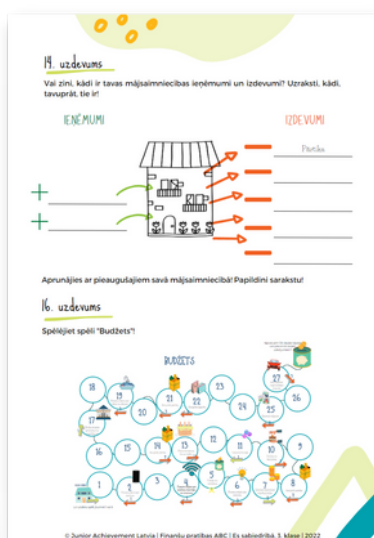 14. uzdevums
Vai zini, kādi ir tavas mājsaimniecības ieņēmumi un izdevumi? Uzraksti, kādi,
tavuprāt, tie ir!
IEŅĒMUMI
IZDEVUMI
Pārtika
+
+
Aprunājies ar pieaugušajiem savā mājsaimniecībā! Papildini sarakstu!
16. uzdevums
Spēlējiet spēli "Budžets"!
BUDŽETS
18
19
20
21
22
23
24
25
26
27
17
16
15
14
13
12
11
10
9
1
2
3
4
5
6
7
8
© Junior Achievement Latvia | Finanšu pratības ABC | Es sabiedrībā, 3. klase | 2022